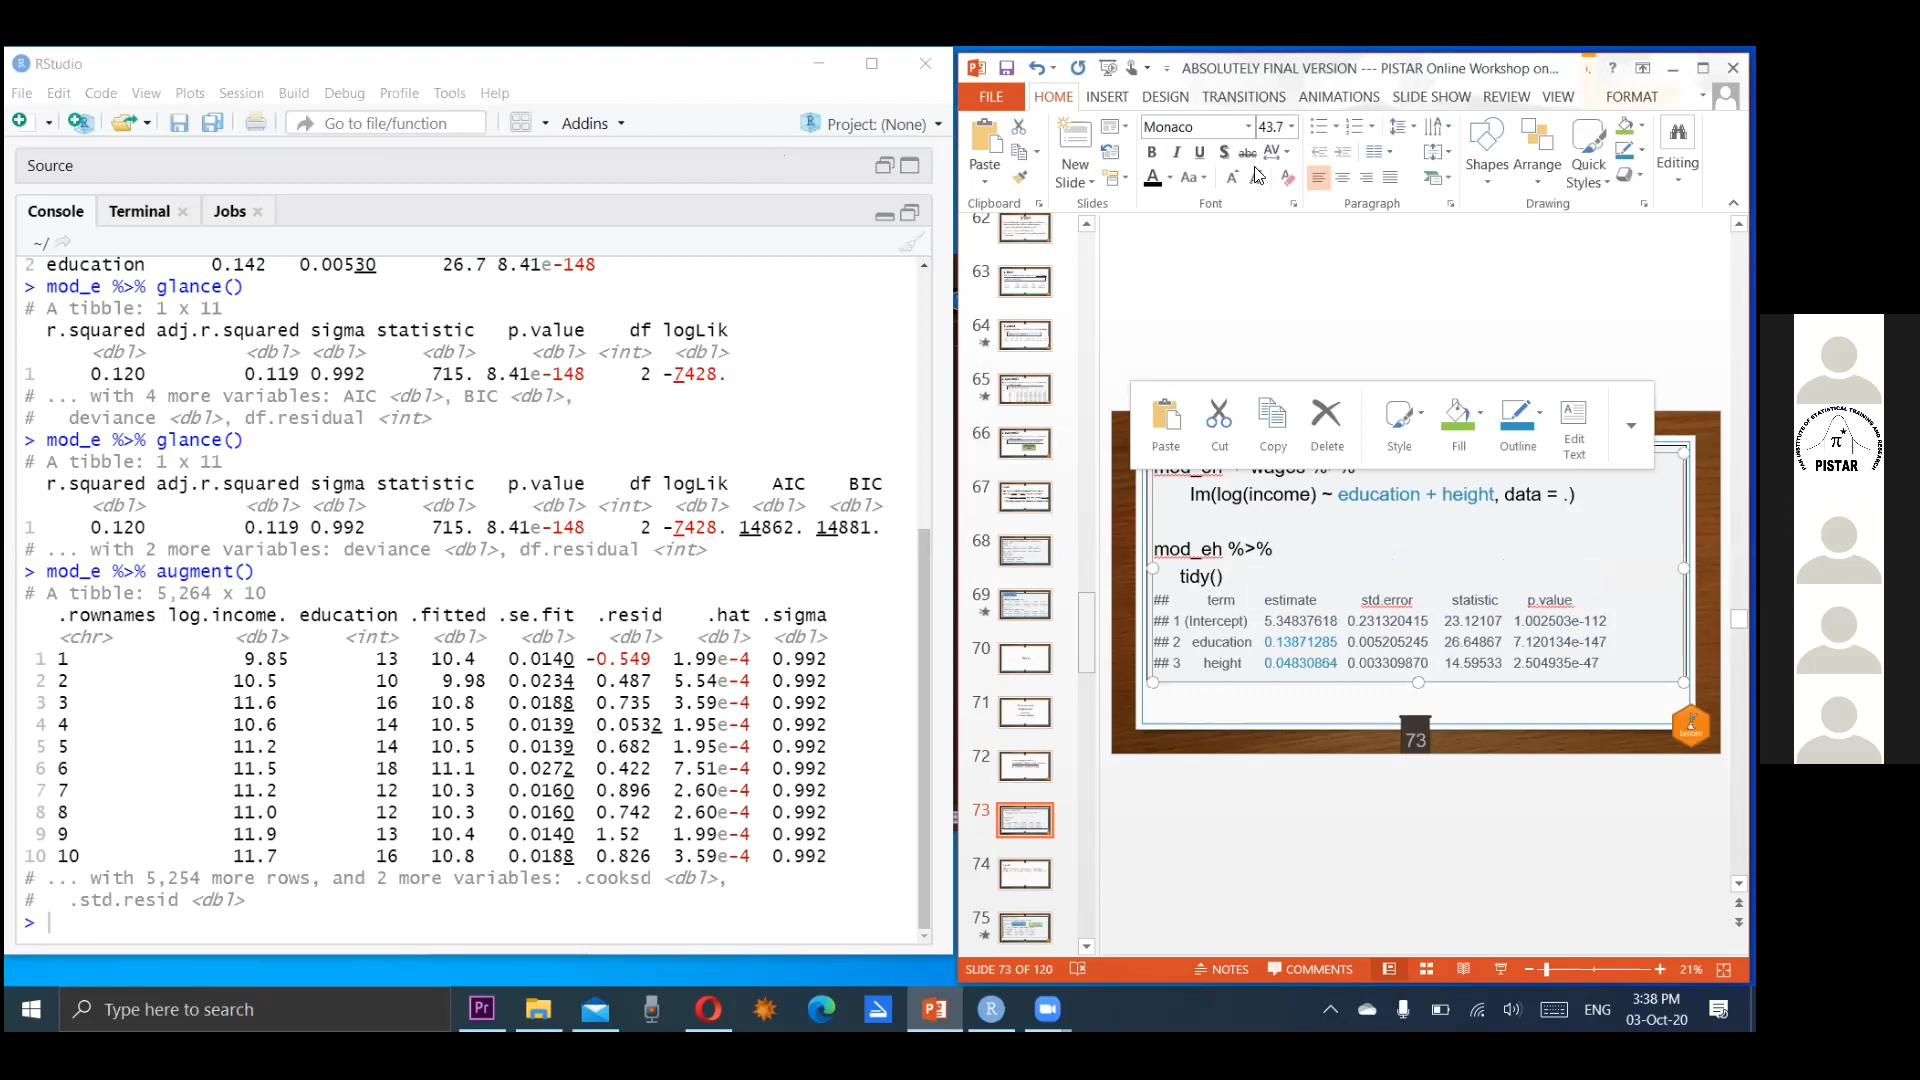 RStudio
File Edit Code View Plots Session Build Debug Profile Tools Help
Go to file/function
Addins
Project: (None)
Source
Console
Terminal
Jobs
~/
2 education 0.142 0.00530 26.7 8.41e-148
> mod_e %>% glance()
# A tibble: 1 x 11
r.squared adj.r.squared sigma statistic p.value df logLik
<dbl> <dbl> <dbl> <dbl> <dbl> <int> <dbl>
1 0.120 0.119 0.992 715. 8.41e-148 2 -7428.
# ... with 4 more variables: AIC <dbl>, BIC <dbl>,
# deviance <dbl>, df.residual <int>
> mod_e %>% glance()
# A tibble: 1 x 11
r.squared adj.r.squared sigma statistic p.value df logLik AIC BIC
<dbl> <dbl> <dbl> <dbl> <dbl> <int> <dbl> <dbl> <dbl>
1 0.120 0.119 0.992 715. 8.41e-148 2 -7428. 14862. 14881.
# ... with 2 more variables: deviance <dbl>, df.residual <int>
> mod_e %>% augment()
# A tibble: 5,264 x 10
.rownames log.income. education .fitted .se.fit .resid .hat .sigma
<chr> <dbl> <int> <dbl> <dbl> <dbl> <dbl> <dbl>
1 1 9.85 13 10.4 0.0140 -0.549 1.99e-4 0.992
2 2 10.5 10 9.98 0.0234 0.487 5.54e-4 0.992
3 3 11.6 16 10.8 0.0188 0.735 3.59e-4 0.992
4 4 10.6 14 10.5 0.0139 0.0532 1.95e-4 0.992
5 5 11.2 14 10.5 0.0139 0.682 1.95e-4 0.992
6 6 11.5 18 11.1 0.0272 0.422 7.51e-4 0.992
7 7 11.2 12 10.3 0.0160 0.896 2.60e-4 0.992
8 8 11.0 12 10.3 0.0160 0.742 2.60e-4 0.992
9 9 11.9 13 10.4 0.0140 1.52 1.99e-4 0.992
10 10 11.7 16 10.8 0.0188 0.826 3.59e-4 0.992
# ... with 5,254 more rows, and 2 more variables: .cooksd <dbl>,
# .std.resid <dbl>
>
ABSOLUTELY FINAL VERSION --- PISTAR Online Workshop on...
FILE HOME INSERT DESIGN TRANSITIONS ANIMATIONS SLIDE SHOW REVIEW VIEW FORMAT
Monaco 43.7
Paste New Slide Shapes Arrange Quick Styles Editing
Clipboard Slides Font Paragraph Drawing
62
63
64
65
66
67
68
69
70
71
72
73
74
75
Paste Cut Copy Delete Style Fill Outline Edit Text
lm(log(income) ~ education + height, data = .)
mod_eh %>%
tidy()
## term estimate std.error statistic p.value
## 1 (Intercept) 5.34837618 0.231320415 23.12107 1.002503e-112
## 2 education 0.13871285 0.005205245 26.64867 7.120134e-147
## 3 height 0.04830864 0.003309870 14.59533 2.504935e-47
73
broom
SLIDE 73 OF 120
NOTES
COMMENTS
21%
PISTAR
Type here to search
ENG
3:38 PM
03-Oct-20